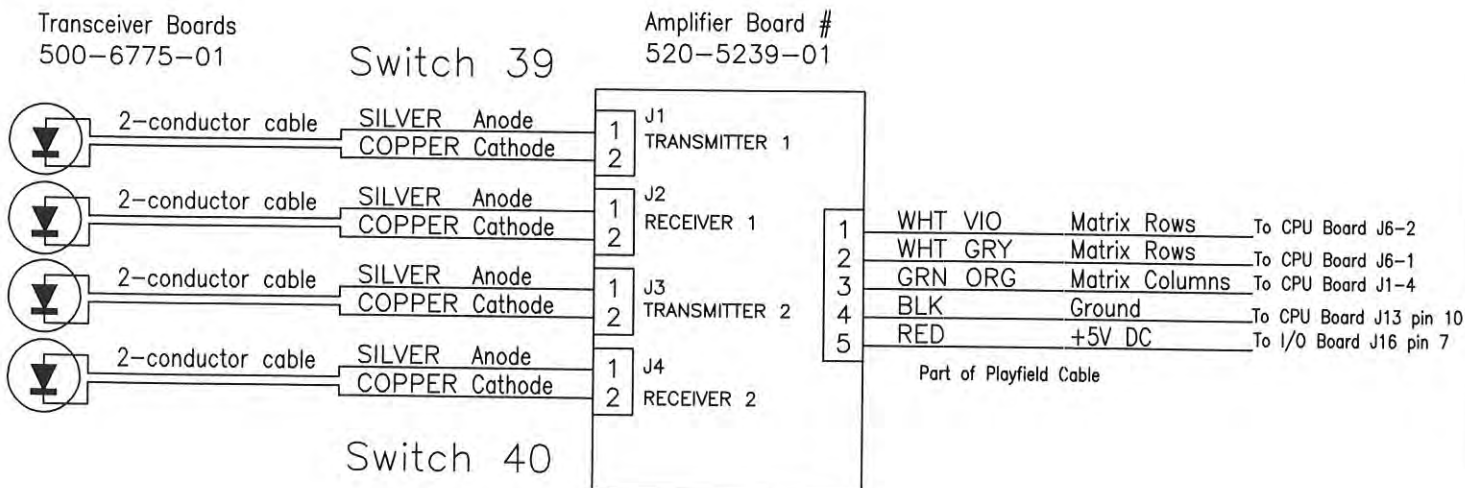 Transceiver Boards
500-6775-01
Switch 39
Amplifier Board #
520-5239-01
2-conductor cable SILVER Anode 1 J1
COPPER Cathode 2 TRANSMITTER 1
2-conductor cable SILVER Anode 1 J2
COPPER Cathode 2 RECEIVER 1
2-conductor cable SILVER Anode 1 J3
COPPER Cathode 2 TRANSMITTER 2
2-conductor cable SILVER Anode 1 J4
COPPER Cathode 2 RECEIVER 2
Switch 40
1 WHT VIO Matrix Rows To CPU Board J6-2
2 WHT GRY Matrix Rows To CPU Board J6-1
3 GRN ORG Matrix Columns To CPU Board J1-4
4 BLK Ground To CPU Board J13 pin 10
5 RED +5V DC To I/O Board J16 pin 7
Part of Playfield Cable